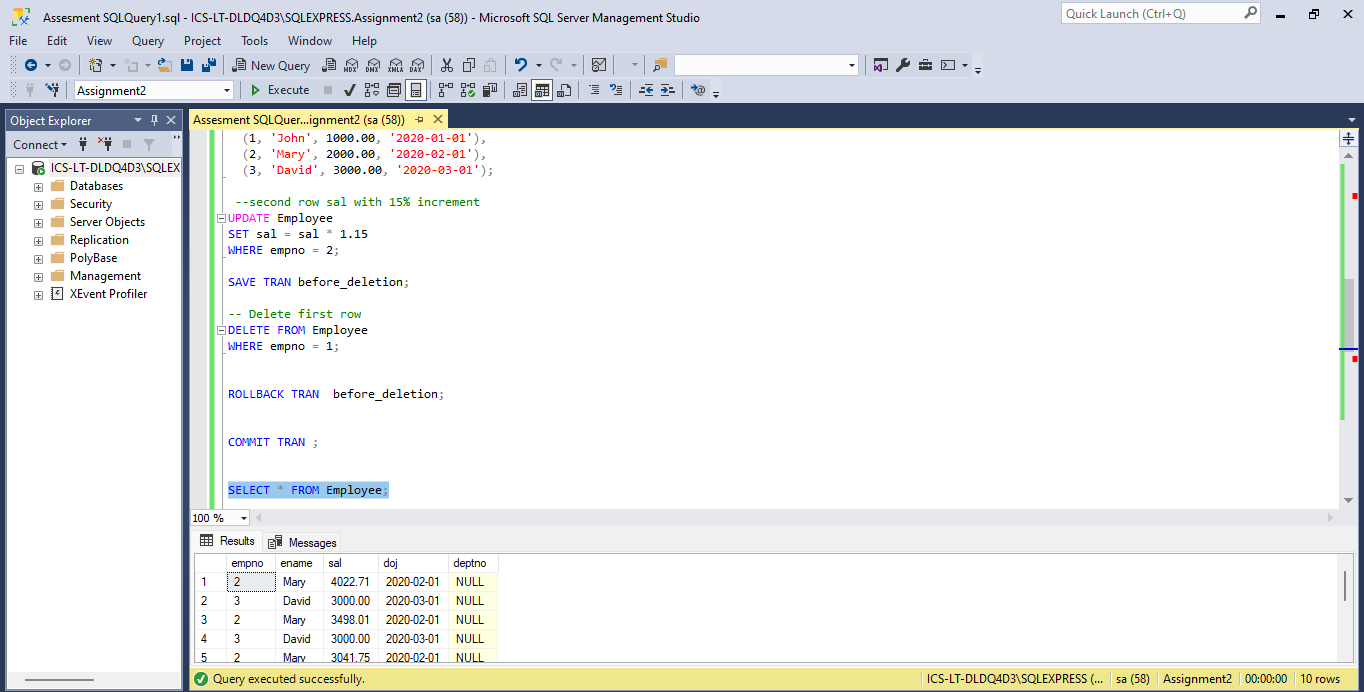 Assesment SQLQuery1.sql - ICS-LT-DLDQ4D3\SQLEXPRESS.Assignment2 (sa (58)) - Microsoft SQL Server Management Studio
Quick Launch (Ctrl+Q)
File Edit View Query Project Tools Window Help
New Query MDX DMX XMLA DAX
Assignment2 Execute
Object Explorer
Connect
ICS-LT-DLDQ4D3\SQLEX
Databases
Security
Server Objects
Replication
PolyBase
Management
XEvent Profiler
Assesment SQLQuer...ignment2 (sa (58))
(1, 'John', 1000.00, '2020-01-01'),
(2, 'Mary', 2000.00, '2020-02-01'),
(3, 'David', 3000.00, '2020-03-01');
--second row sal with 15% increment
UPDATE Employee
SET sal = sal * 1.15
WHERE empno = 2;
SAVE TRAN before_deletion;
-- Delete first row
DELETE FROM Employee
WHERE empno = 1;
ROLLBACK TRAN  before_deletion;
COMMIT TRAN ;
SELECT * FROM Employee;
100 %
Results Messages
empno ename sal doj deptno
1 2 Mary 4022.71 2020-02-01 NULL
2 3 David 3000.00 2020-03-01 NULL
3 2 Mary 3498.01 2020-02-01 NULL
4 3 David 3000.00 2020-03-01 NULL
5 2 Mary 3041.75 2020-02-01 NULL
Query executed successfully. ICS-LT-DLDQ4D3\SQLEXPRESS (... sa (58) Assignment2 00:00:00 10 rows